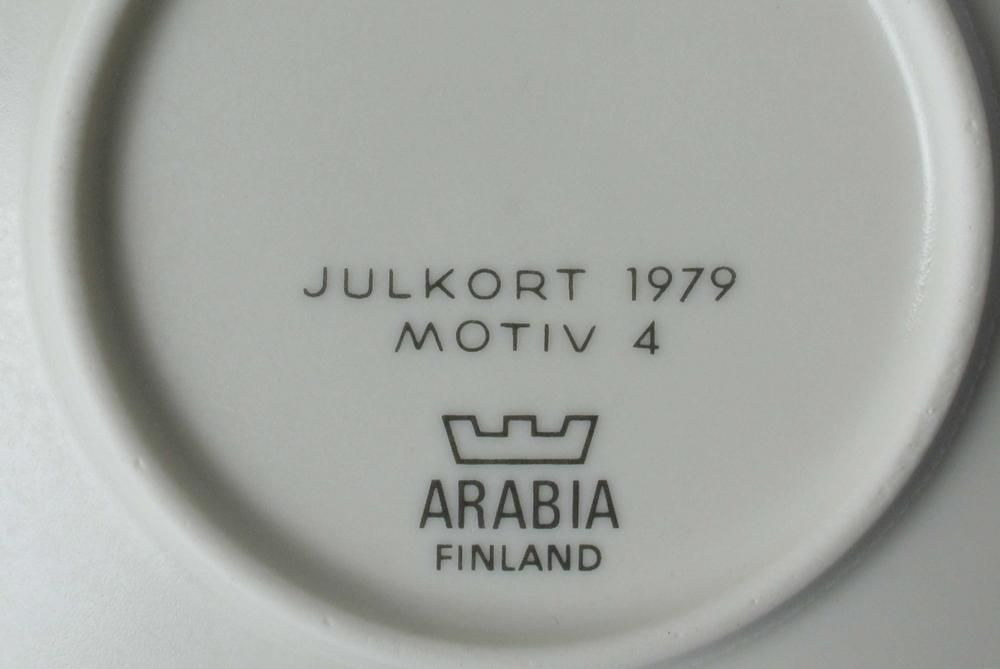 JULKORT 1979
MOTIV 4
ARABIA
FINLAND